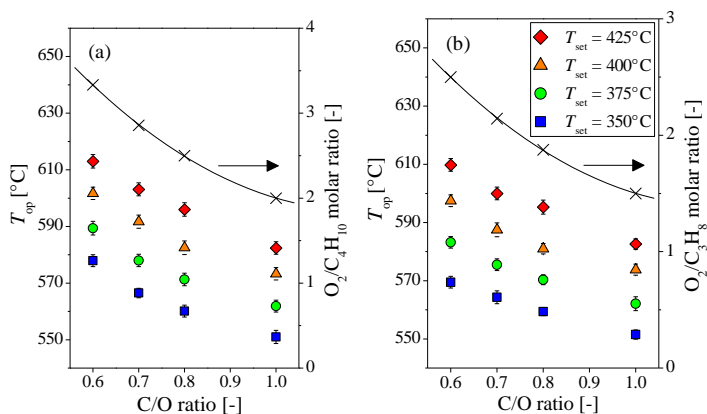 (a)
T_op [°C]
650
630
610
590
570
550
4
3
2
1
0
O2/C4H10 molar ratio [-]
0.6 0.7 0.8 0.9 1.0
C/O ratio [-]
(b)
T_op [°C]
650
630
610
590
570
550
T_set = 425°C
T_set = 400°C
T_set = 375°C
T_set = 350°C
3
2
1
0
O2/C3H8 molar ratio [-]
0.6 0.7 0.8 0.9 1.0
C/O ratio [-]